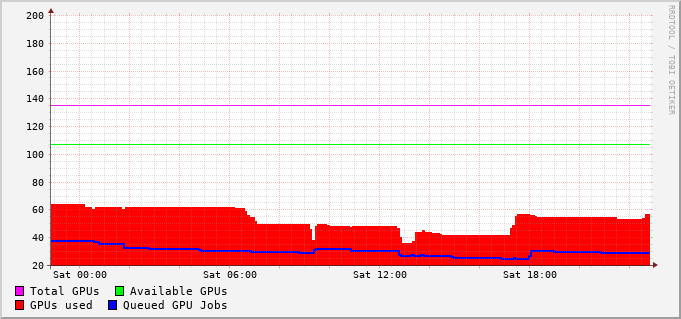 200
180
160
140
120
100
80
60
40
20
Sat 00:00 Sat 06:00 Sat 12:00 Sat 18:00
Total GPUs Available GPUs
GPUs used Queued GPU Jobs
RRDTOOL / TOBI OETIKER